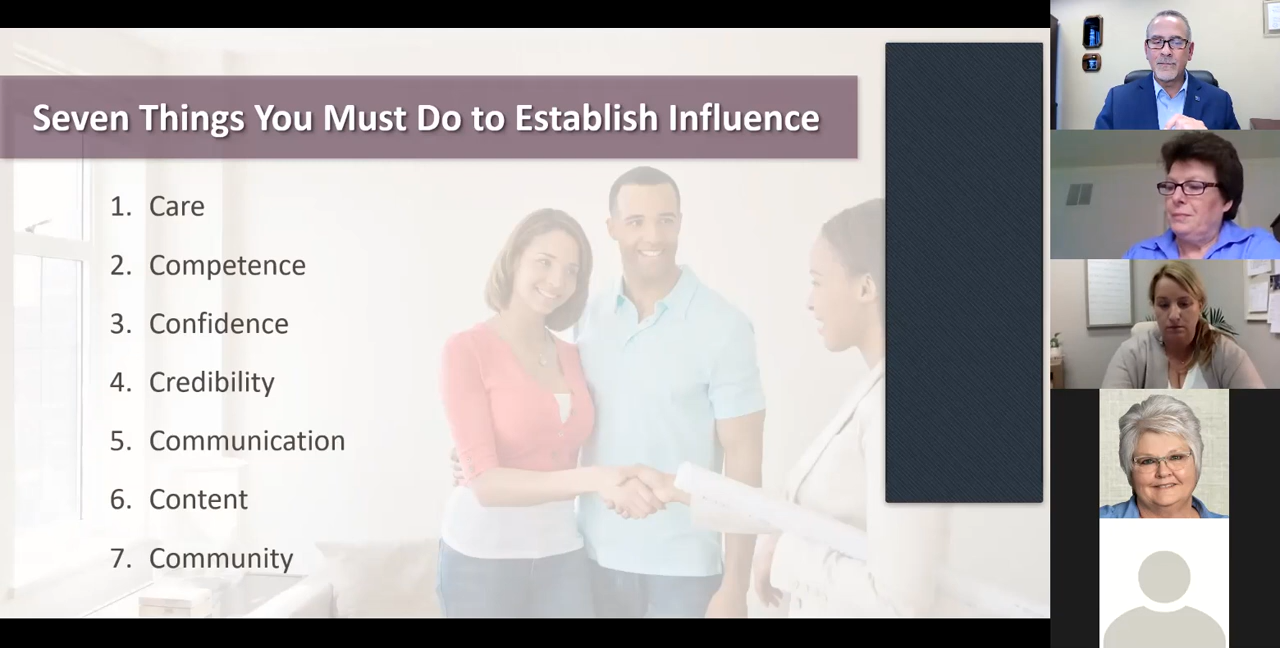 Seven Things You Must Do to Establish Influence
1. Care
2. Competence
3. Confidence
4. Credibility
5. Communication
6. Content
7. Community